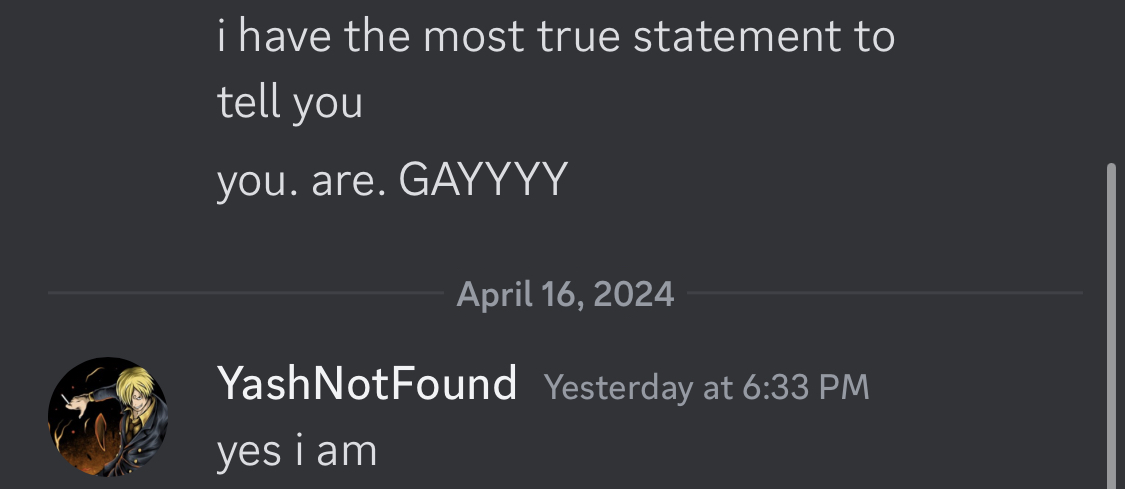 i have the most true statement to
tell you
you. are. GAYYYY
April 16, 2024
YashNotFound Yesterday at 6:33 PM
yes i am